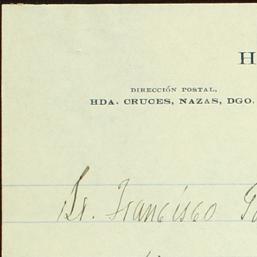 H
DIRECCIÓN POSTAL,
HDA. CRUCES, NAZAS, DGO.
Sr. Francisco